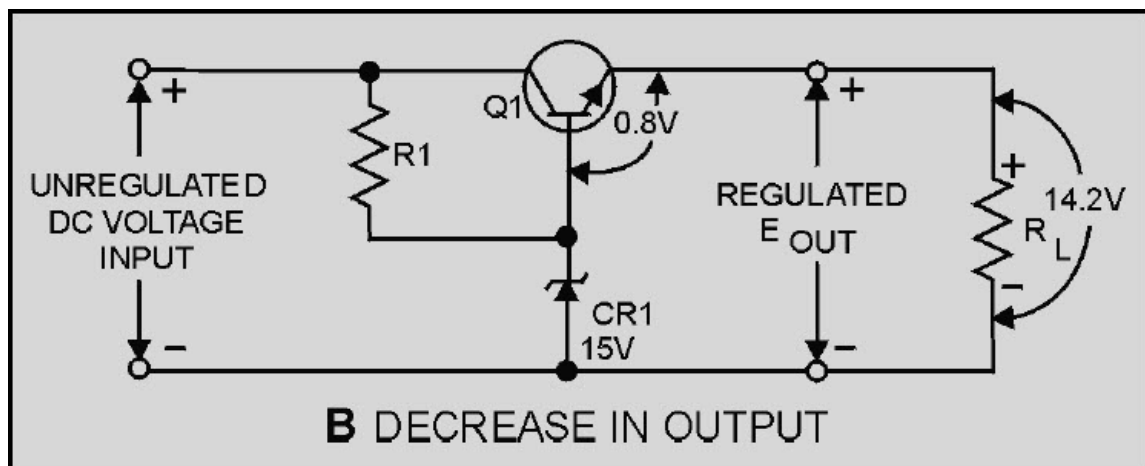 +
Q1
0.8V
+
R1
UNREGULATED
DC VOLTAGE
INPUT
REGULATED
E OUT
+
14.2V
R L
−
CR1
15V
−
−
B DECREASE IN OUTPUT